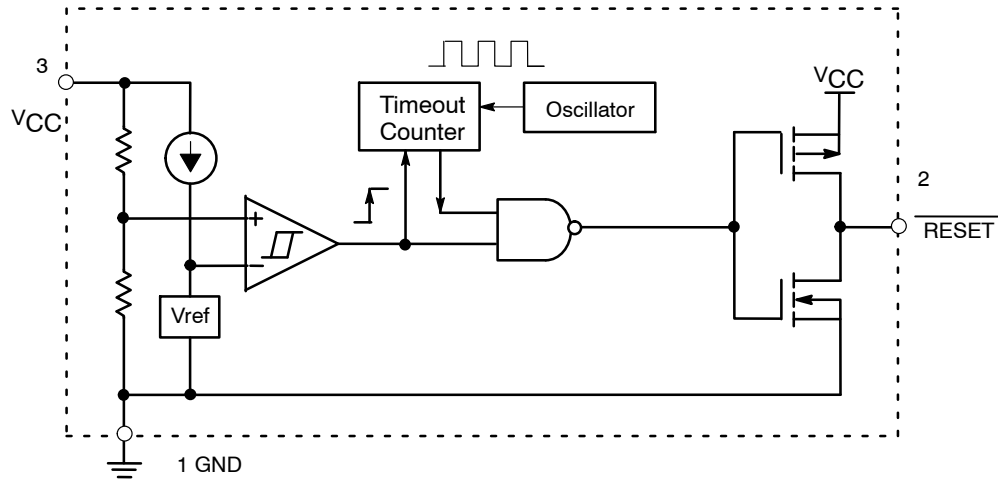 3
VCC
Timeout
Counter
Oscillator
VCC
2
RESET
+
−
Vref
1 GND